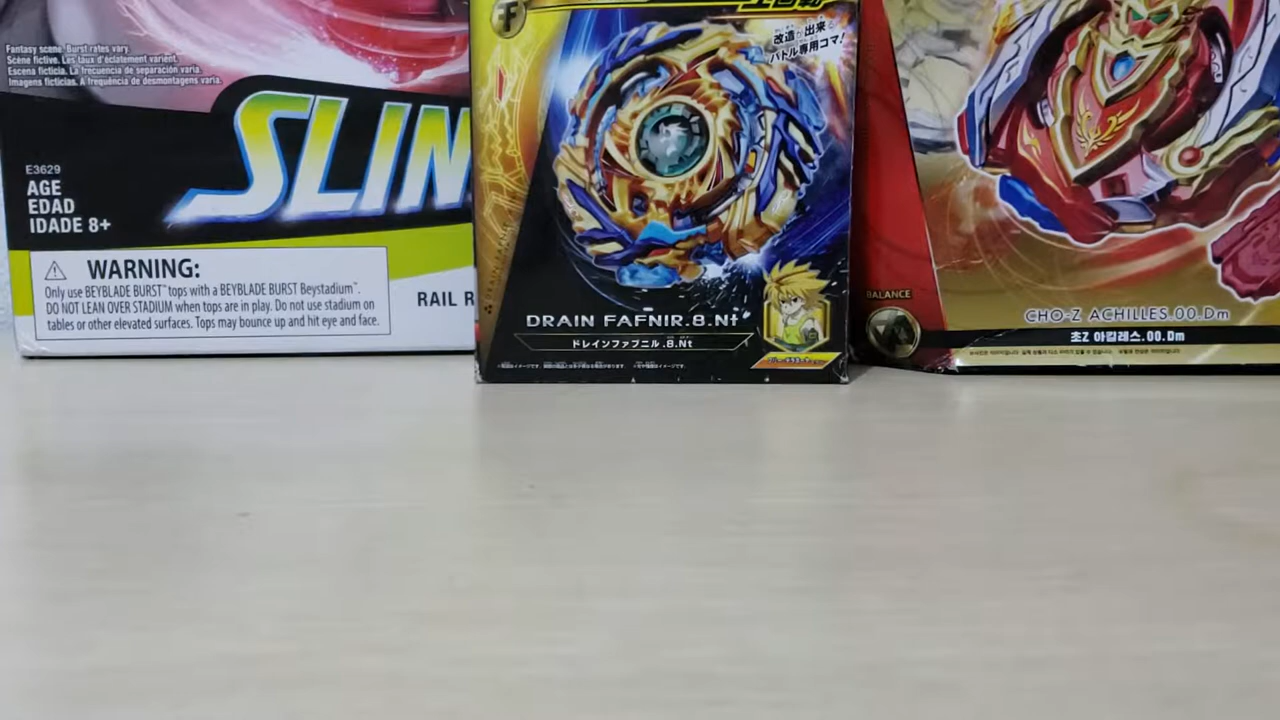 Fantasy scene. Burst rates vary.
Scène fictive. Les taux d'éclatement varient.
Escena ficticia. La frecuencia de separación varía.
Imagens fictícias. A frequência de desmontagens varia.
SLIN
E3629
AGE
EDAD
IDADE 8+
WARNING:
Only use BEYBLADE BURST™ tops with a BEYBLADE BURST Beystadium™.
DO NOT LEAN OVER STADIUM when tops are in play. Do not use stadium on
tables or other elevated surfaces. Tops may bounce up and hit eye and face.
RAIL R
F
改造が出来る
バトル専用コマ!
DRAIN FAFNIR.8.Nt
ドレインファブニル.8.Nt
BALANCE
CHO-Z ACHILLES.00.Dm
초Z 아킬레스.00.Dm